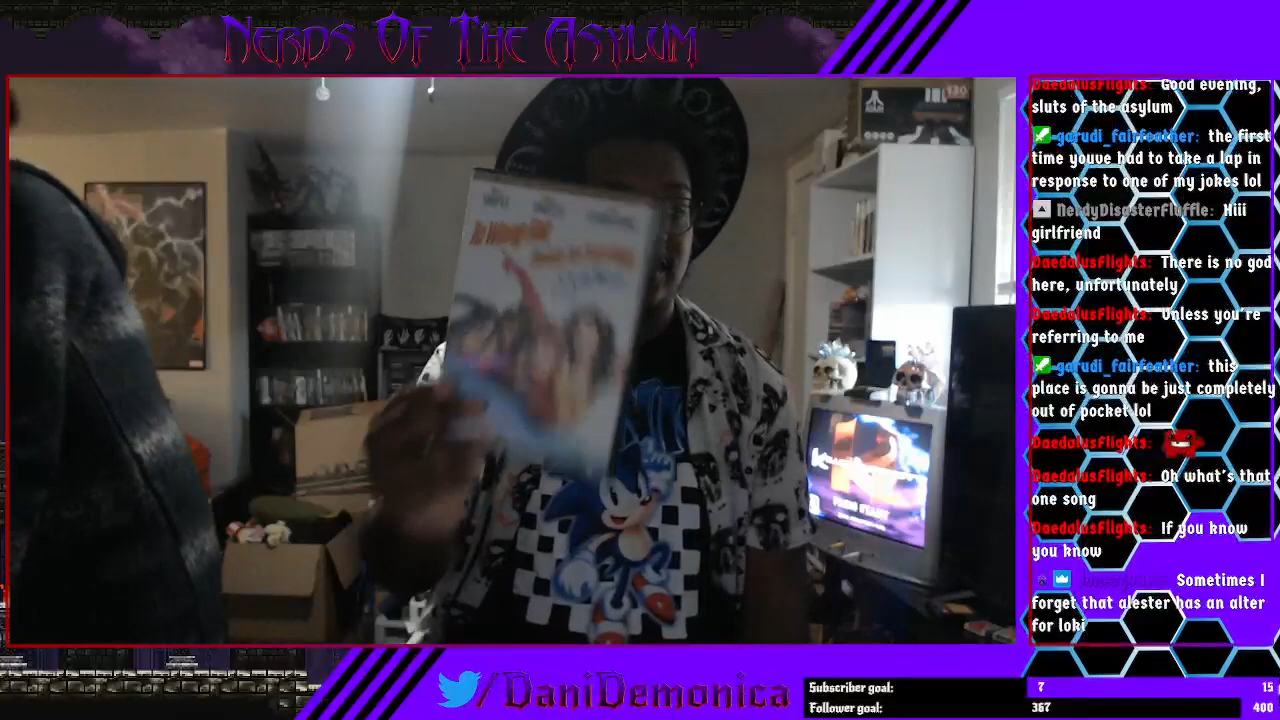 Nerds Of The Asylum
DaedalusFlights: Good evening,
sluts of the asylum
garudi_fairfeather: the first
time youve had to take a lap in
response to one of my jokes lol
NerdyDisasterFluffle: Hiii
girlfriend
DaedalusFlights: There is no god
here, unfortunately
DaedalusFlights: Unless you're
referring to me
garudi_fairfeather: this
place is gonna be just completely
out of pocket lol
DaedalusFlights:
DaedalusFlights: Oh what's that
one song
DaedalusFlights: If you know
you know
Sometimes I
forget that alester has an alter
for loki
/DaniDemonica
Subscriber goal: 7 15
Follower goal: 367 400
ATARI
130